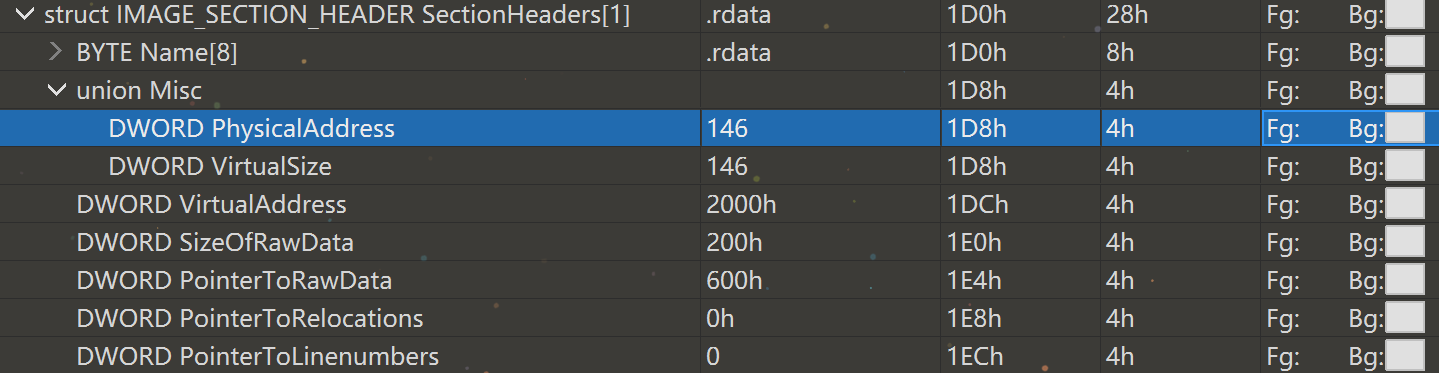 struct IMAGE_SECTION_HEADER SectionHeaders[1] .rdata 1D0h 28h Fg: Bg:
BYTE Name[8] .rdata 1D0h 8h Fg: Bg:
union Misc 1D8h 4h Fg: Bg:
DWORD PhysicalAddress 146 1D8h 4h Fg: Bg:
DWORD VirtualSize 146 1D8h 4h Fg: Bg:
DWORD VirtualAddress 2000h 1DCh 4h Fg: Bg:
DWORD SizeOfRawData 200h 1E0h 4h Fg: Bg:
DWORD PointerToRawData 600h 1E4h 4h Fg: Bg:
DWORD PointerToRelocations 0h 1E8h 4h Fg: Bg:
DWORD PointerToLinenumbers 0 1ECh 4h Fg: Bg: